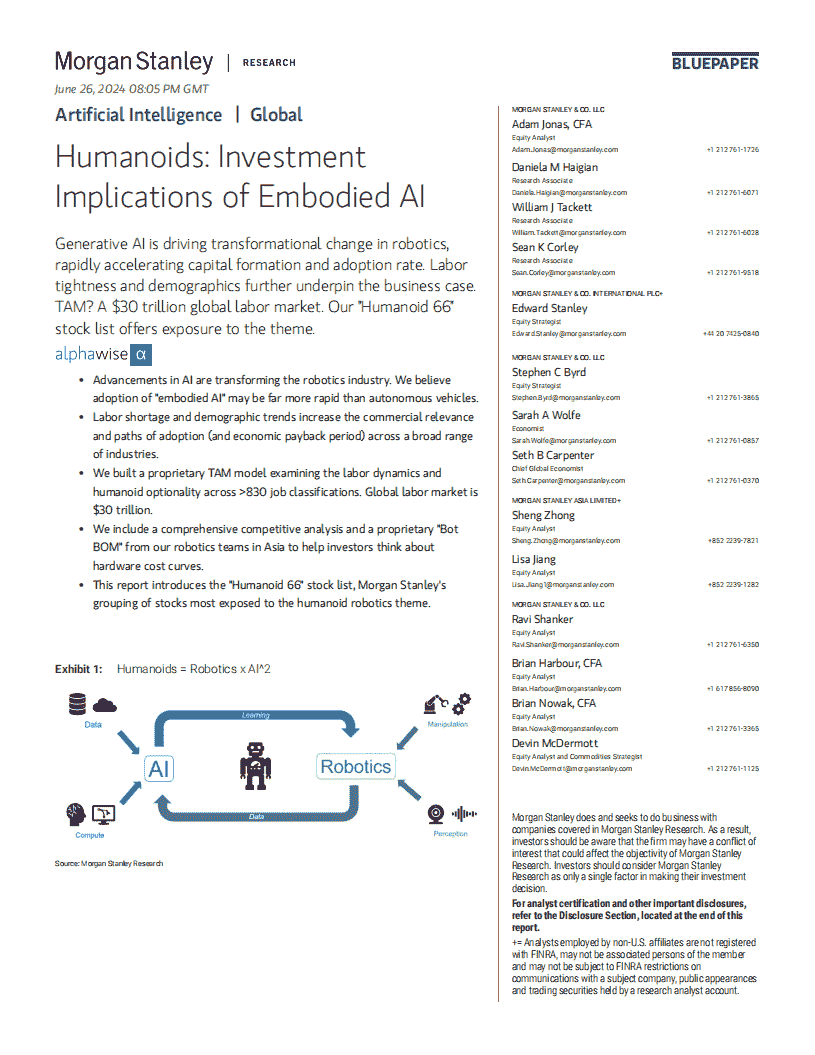 Morgan Stanley | RESEARCH
BLUEPAPER
June 26, 2024 08:05 PM GMT
Artificial Intelligence | Global
Humanoids: Investment
Implications of Embodied AI
Generative AI is driving transformational change in robotics,
rapidly accelerating capital formation and adoption rate. Labor
tightness and demographics further underpin the business case.
TAM? A $30 trillion global labor market. Our "Humanoid 66"
stock list offers exposure to the theme.
alphawise α
• Advancements in AI are transforming the robotics industry. We believe
adoption of "embodied AI" may be far more rapid than autonomous vehicles.
• Labor shortage and demographic trends increase the commercial relevance
and paths of adoption (and economic payback period) across a broad range
of industries.
• We built a proprietary TAM model examining the labor dynamics and
humanoid optionality across >830 job classifications. Global labor market is
$30 trillion.
• We include a comprehensive competitive analysis and a proprietary "Bot
BOM" from our robotics teams in Asia to help investors think about
hardware cost curves.
• This report introduces the "Humanoid 66" stock list, Morgan Stanley's
grouping of stocks most exposed to the humanoid robotics theme.
Exhibit 1: Humanoids = Robotics x AI^2
Data
Learning
Manipulation
AI
Robotics
Compute
Data
Perception
Source: Morgan Stanley Research
MORGAN STANLEY & CO. LLC
Adam Jonas, CFA
Equity Analyst
Adam.Jonas@morganstanley.com +1 212 761-1726
Daniela M Haigian
Research Associate
Daniela.Haigian@morganstanley.com +1 212 761-6071
William J Tackett
Research Associate
William.Tackett@morganstanley.com +1 212 761-6028
Sean K Corley
Research Associate
Sean.Corley@morganstanley.com +1 212 761-9518
MORGAN STANLEY & CO. INTERNATIONAL PLC+
Edward Stanley
Equity Strategist
Edward.Stanley@morganstanley.com +44 20 7425-0840
MORGAN STANLEY & CO. LLC
Stephen C Byrd
Equity Strategist
Stephen.Byrd@morganstanley.com +1 212 761-3865
Sarah A Wolfe
Economist
Sarah.Wolfe@morganstanley.com +1 212 761-0857
Seth B Carpenter
Chief Global Economist
Seth.Carpenter@morganstanley.com +1 212 761-0370
MORGAN STANLEY ASIA LIMITED+
Sheng Zhong
Equity Analyst
Sheng.Zhong@morganstanley.com +852 2239-7821
Lisa Jiang
Equity Analyst
Lisa.Jiang1@morganstanley.com +852 2239-1282
MORGAN STANLEY & CO. LLC
Ravi Shanker
Equity Analyst
Ravi.Shanker@morganstanley.com +1 212 761-6350
Brian Harbour, CFA
Equity Analyst
Brian.Harbour@morganstanley.com +1 617 856-8090
Brian Nowak, CFA
Equity Analyst
Brian.Nowak@morganstanley.com +1 212 761-3365
Devin McDermott
Equity Analyst and Commodities Strategist
Devin.McDermott@morganstanley.com +1 212 761-1125
Morgan Stanley does and seeks to do business with
companies covered in Morgan Stanley Research. As a result,
investors should be aware that the firm may have a conflict of
interest that could affect the objectivity of Morgan Stanley
Research. Investors should consider Morgan Stanley
Research as only a single factor in making their investment
decision.
For analyst certification and other important disclosures,
refer to the Disclosure Section, located at the end of this
report.
+= Analysts employed by non-U.S. affiliates are not registered
with FINRA, may not be associated persons of the member
and may not be subject to FINRA restrictions on
communications with a subject company, public appearances
and trading securities held by a research analyst account.